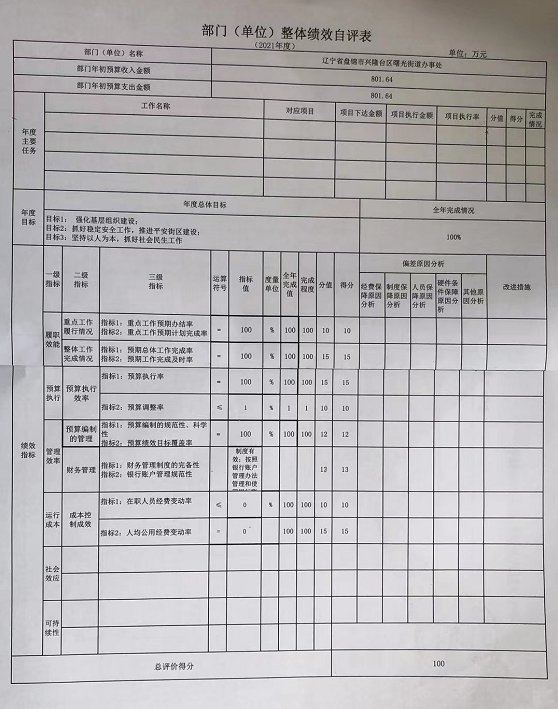 部门（单位）整体绩效自评表
（2021年度）
单位：万元
部门（单位）名称 辽宁省盘锦市兴隆台区曙光街道办事处
部门年初预算收入金额 801.64
部门年初预算支出金额 801.64
年度主要任务 工作名称 对应项目 项目下达金额 项目执行金额 项目执行率 分值 得分 完成情况
年度目标 年度总体目标 全年完成情况
目标1：强化基层组织建设；
目标2：抓好稳定安全工作，推进平安街区建设；
目标3：坚持以人为本，抓好社会民生工作
100%
绩效指标 一级指标 二级指标 三级指标 运算符号 指标值 度量单位 全年完成值 完成程度 分值 得分 偏差原因分析 改进措施
经费保障原因分析 制度保障原因分析 人员保障原因分析 硬件条件保障原因分析 其他原因分析
履职效能 重点工作履行情况 指标1：重点工作预期办结率
指标2：重点工作预期计划完成率 = 100 % 100 100 10 10
整体工作完成情况 指标1：预期总体工作完成率
指标2：预期工作完成及时率 = 100 % 100 100 15 15
预算执行 预算执行效率 指标1：预算执行率 = 100 % 100 100 15 15
指标2：预算调整率 ≤ 1 % 1 1 10 10
管理效率 预算编制的管理 指标1：预算编制的规范性、科学性
指标2：预算绩效目标覆盖率 = 100 % 100 100 12 12
财务管理 指标1：财务管理制度的完备性
指标2：银行账户管理规范性 制度有效；按照银行账户管理办法管理和使 13 13
运行成本 成本控制成效 指标1：在职人员经费变动率 ≤ 0 % 100 100 10 10
指标2：人均公用经费变动率 = 0 100 100 15 15
社会效应
可持续性
总评价得分 100